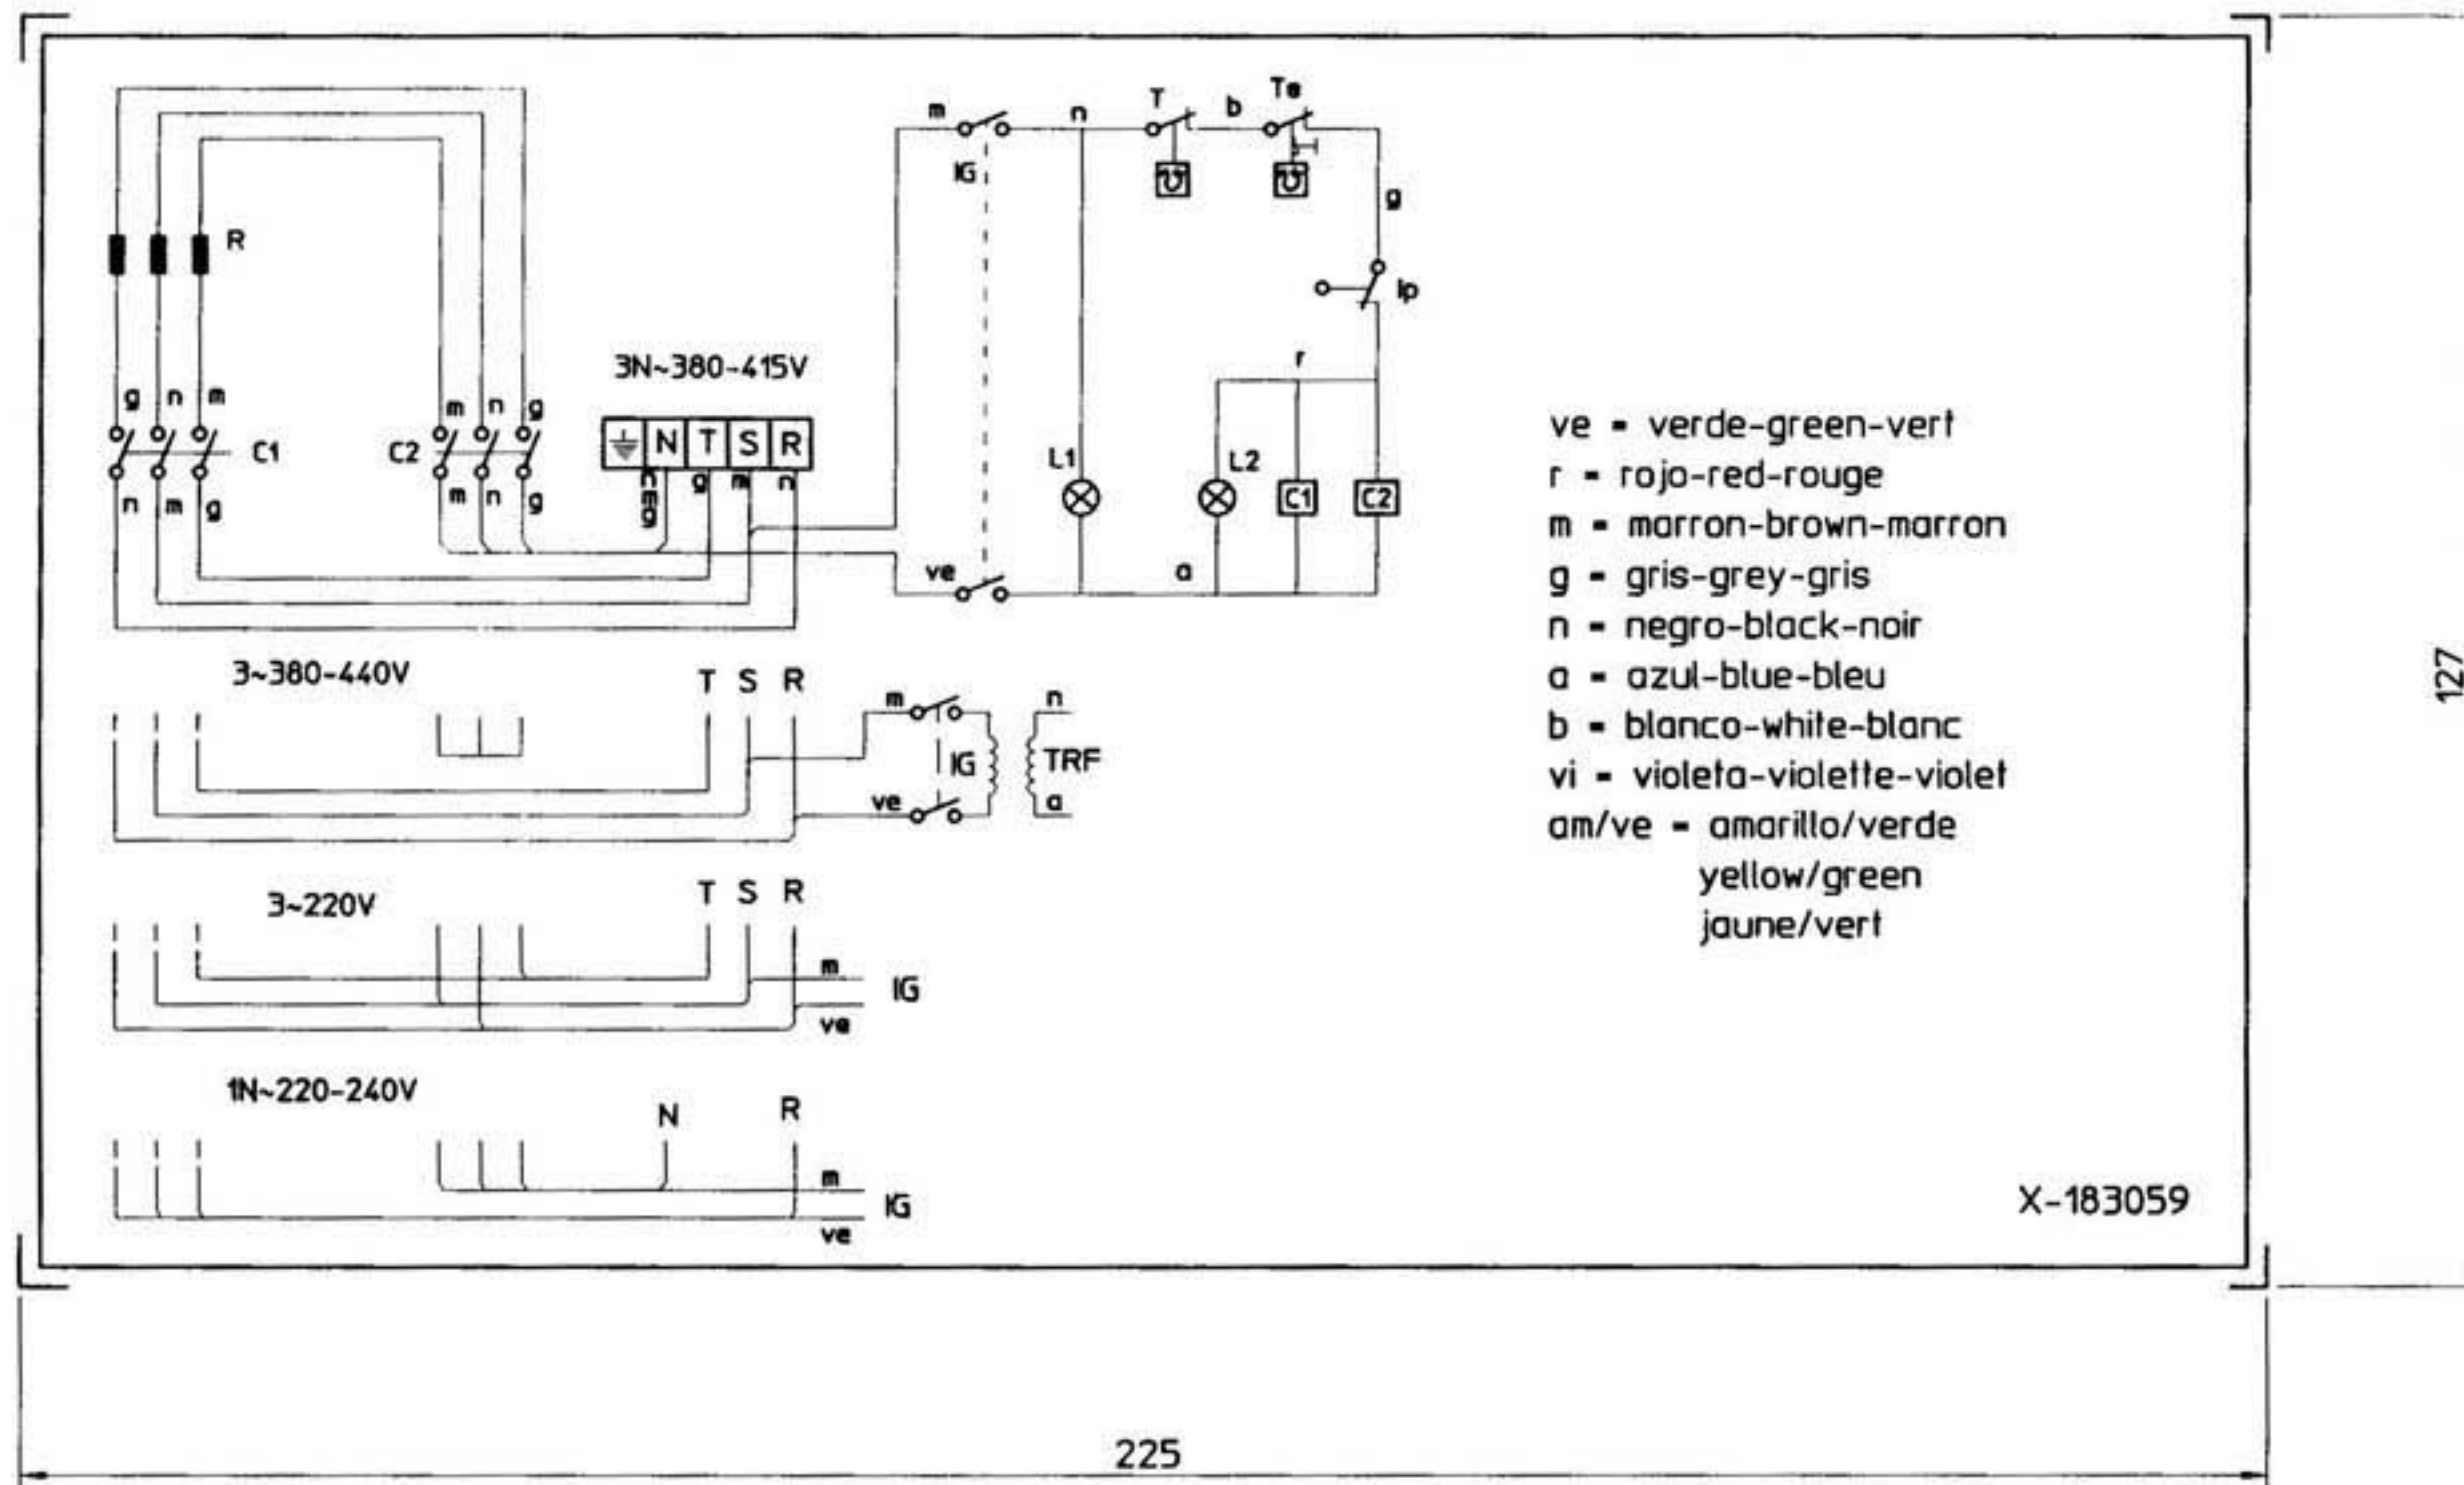 m
n
T
b
Te
IG
g
R
Ip
3N~380-415V
r
g n m
m n g
C1
C2
N T S R
n m g
g
m
n
L1
L2
C1
C2
n m g
m n g
ve
a
3~380-440V
T S R
m
n
IG
TRF
ve
a
3~220V
T S R
m
IG
ve
1N~220-240V
N
R
m
IG
ve
ve = verde-green-vert
r = rojo-red-rouge
m = marron-brown-marron
g = gris-grey-gris
n = negro-black-noir
a = azul-blue-bleu
b = blanco-white-blanc
vi = violeta-violette-violet
am/ve = amarillo/verde
yellow/green
jaune/vert
X-183059
127
225